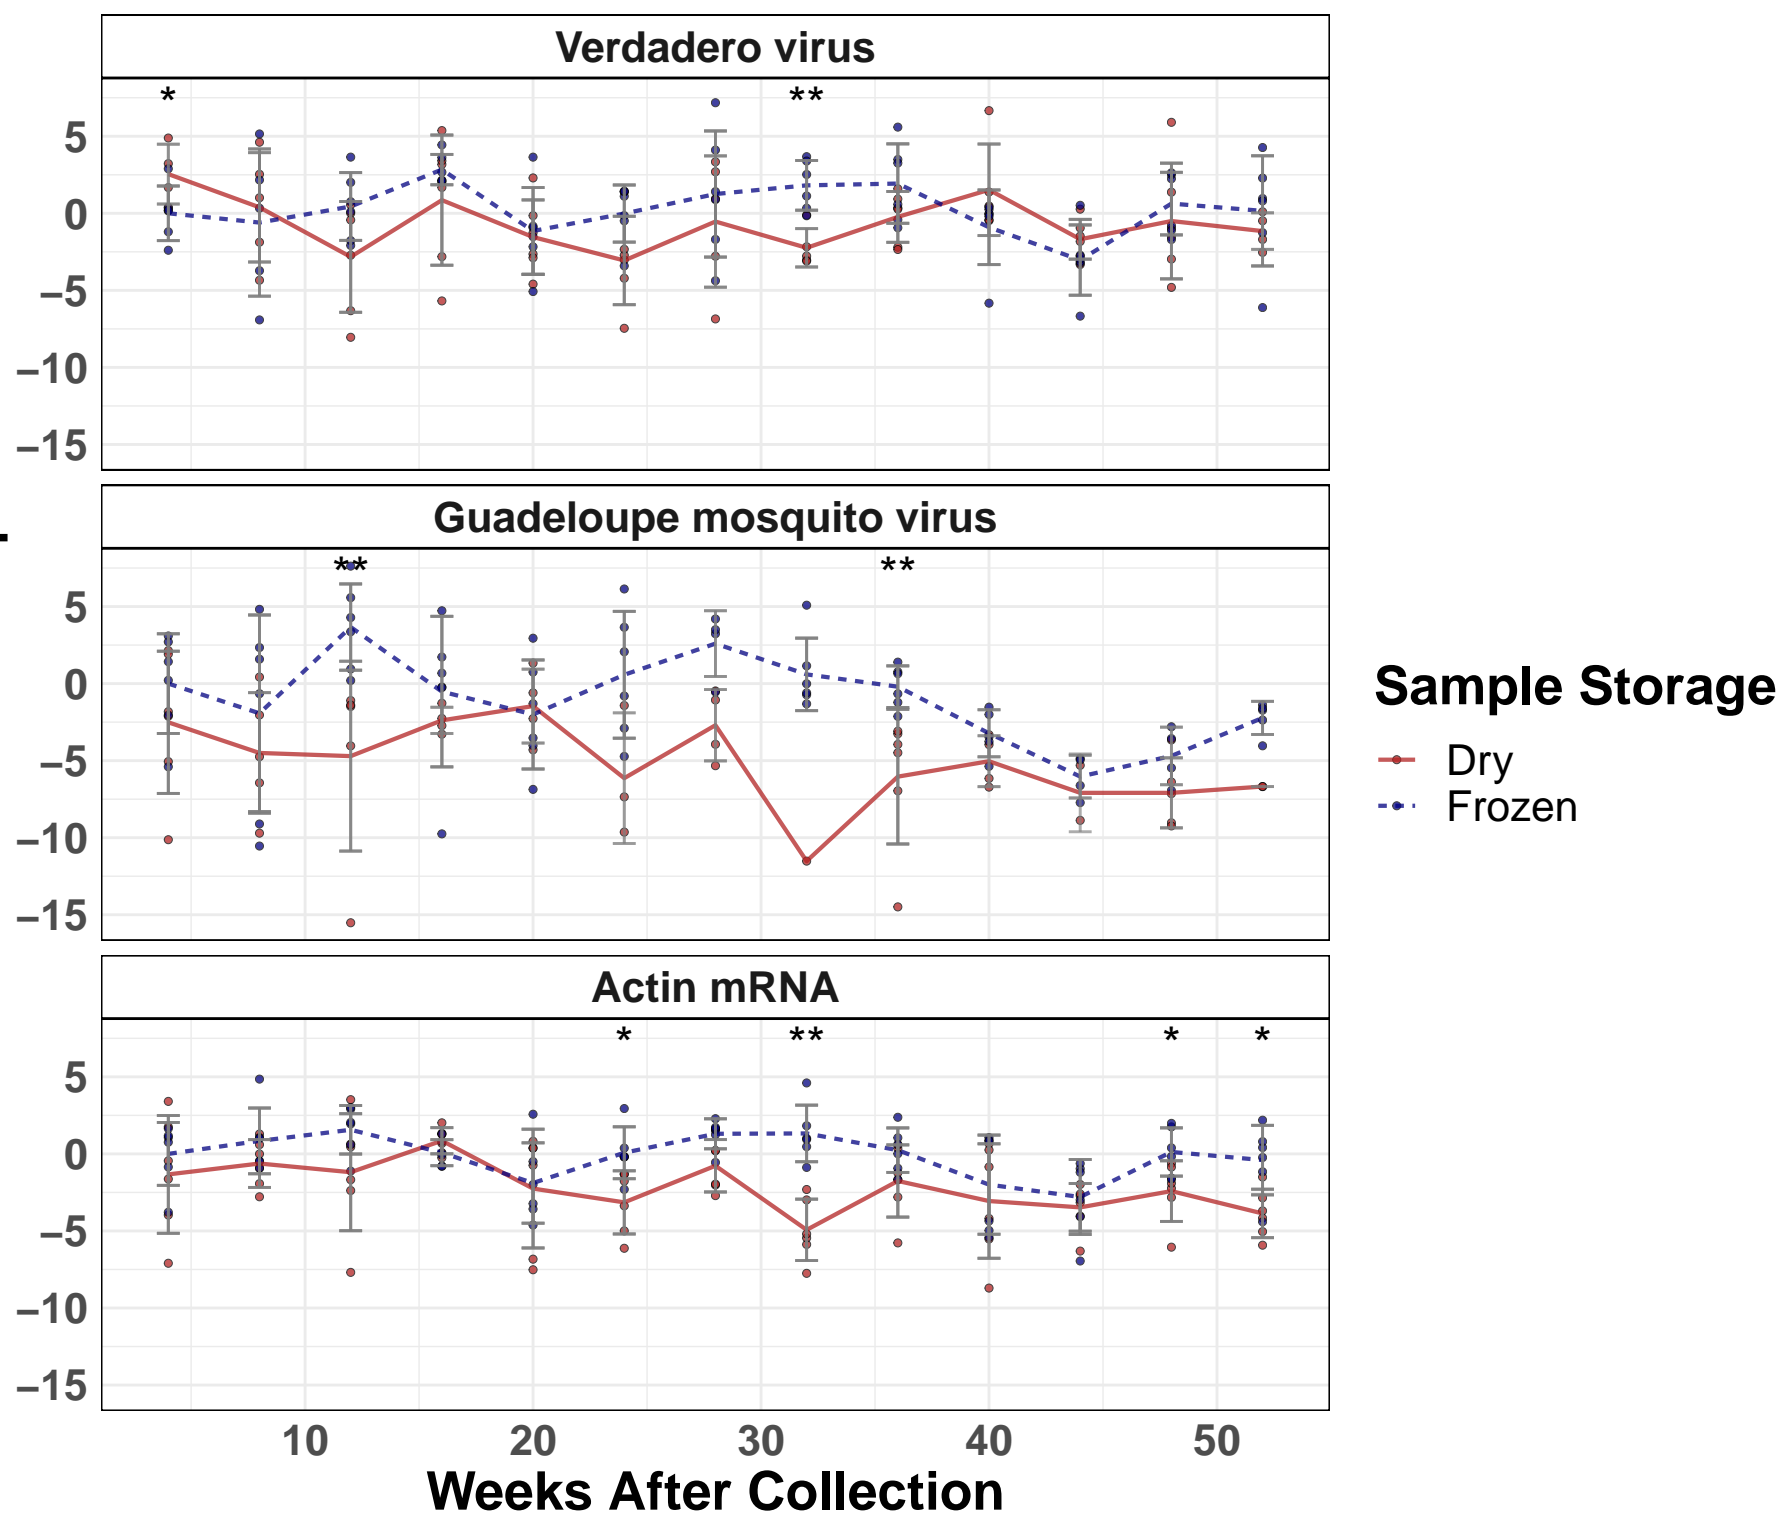 Verdadero virus
* **
5
0
−5
−10
−15
Guadeloupe mosquito virus
** **
5
0
−5
−10
−15
Sample Storage
Dry
Frozen
Actin mRNA
* ** * *
5
0
−5
−10
−15
10 20 30 40 50
Weeks After Collection